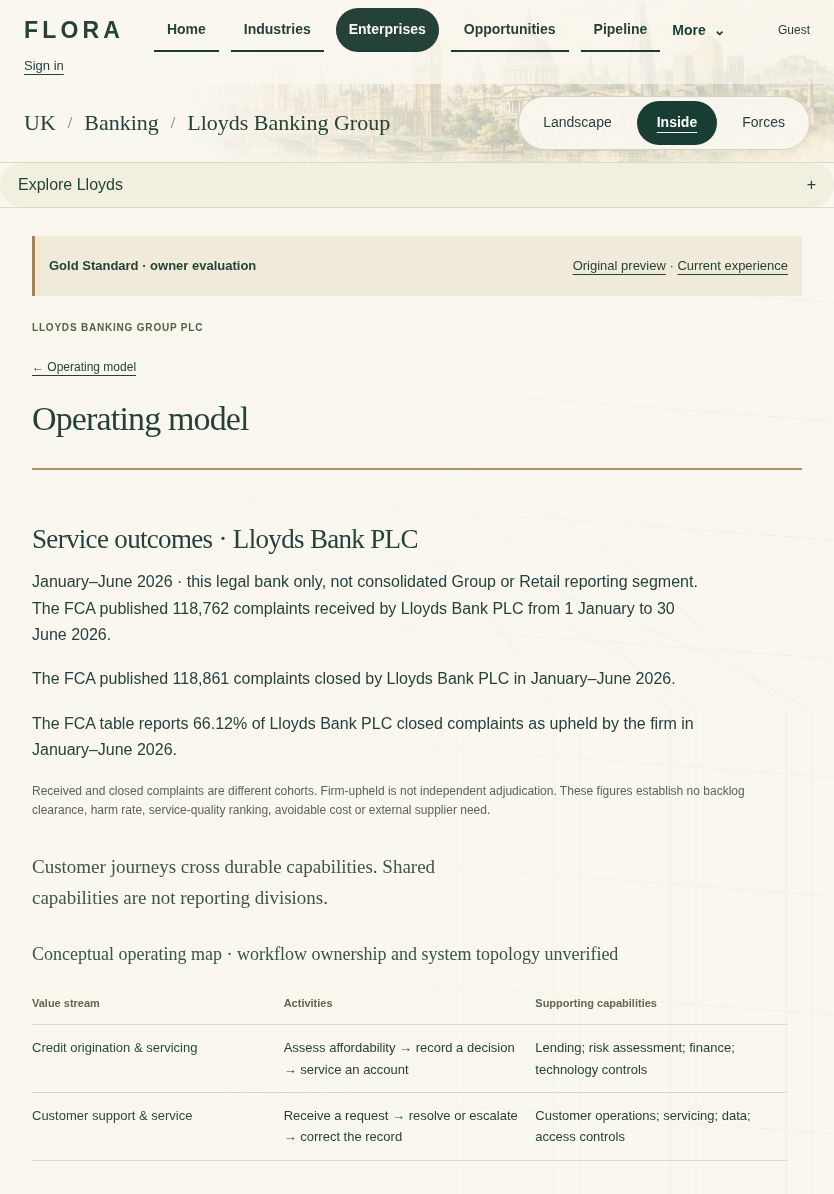 FLORA
Home
Industries
Enterprises
Opportunities
Pipeline
More
Guest
Sign in
UK / Banking / Lloyds Banking Group
Landscape
Inside
Forces
Explore Lloyds +
Gold Standard · owner evaluation
Original preview · Current experience
LLOYDS BANKING GROUP PLC
← Operating model
Operating model
Service outcomes · Lloyds Bank PLC
January–June 2026 · this legal bank only, not consolidated Group or Retail reporting segment.
The FCA published 118,762 complaints received by Lloyds Bank PLC from 1 January to 30
June 2026.
The FCA published 118,861 complaints closed by Lloyds Bank PLC in January–June 2026.
The FCA table reports 66.12% of Lloyds Bank PLC closed complaints as upheld by the firm in
January–June 2026.
Received and closed complaints are different cohorts. Firm-upheld is not independent adjudication. These figures establish no backlog
clearance, harm rate, service-quality ranking, avoidable cost or external supplier need.
Customer journeys cross durable capabilities. Shared
capabilities are not reporting divisions.
Conceptual operating map · workflow ownership and system topology unverified
Value stream
Activities
Supporting capabilities
Credit origination & servicing
Assess affordability → record a decision
→ service an account
Lending; risk assessment; finance;
technology controls
Customer support & service
Receive a request → resolve or escalate
→ correct the record
Customer operations; servicing; data;
access controls